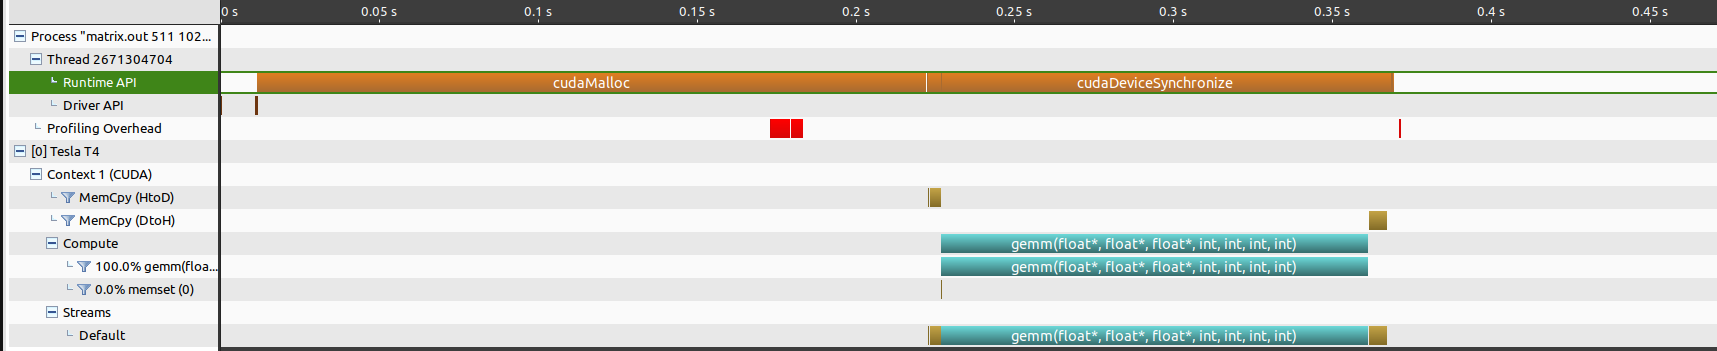 0 s 0.05 s 0.1 s 0.15 s 0.2 s 0.25 s 0.3 s 0.35 s 0.4 s 0.45 s
Process "matrix.out 511 102...
Thread 2671304704
Runtime API cudaMalloc cudaDeviceSynchronize
Driver API
Profiling Overhead
[0] Tesla T4
Context 1 (CUDA)
MemCpy (HtoD)
MemCpy (DtoH)
Compute gemm(float*, float*, float*, int, int, int, int)
100.0% gemm(floa... gemm(float*, float*, float*, int, int, int, int)
0.0% memset (0)
Streams
Default gemm(float*, float*, float*, int, int, int, int)